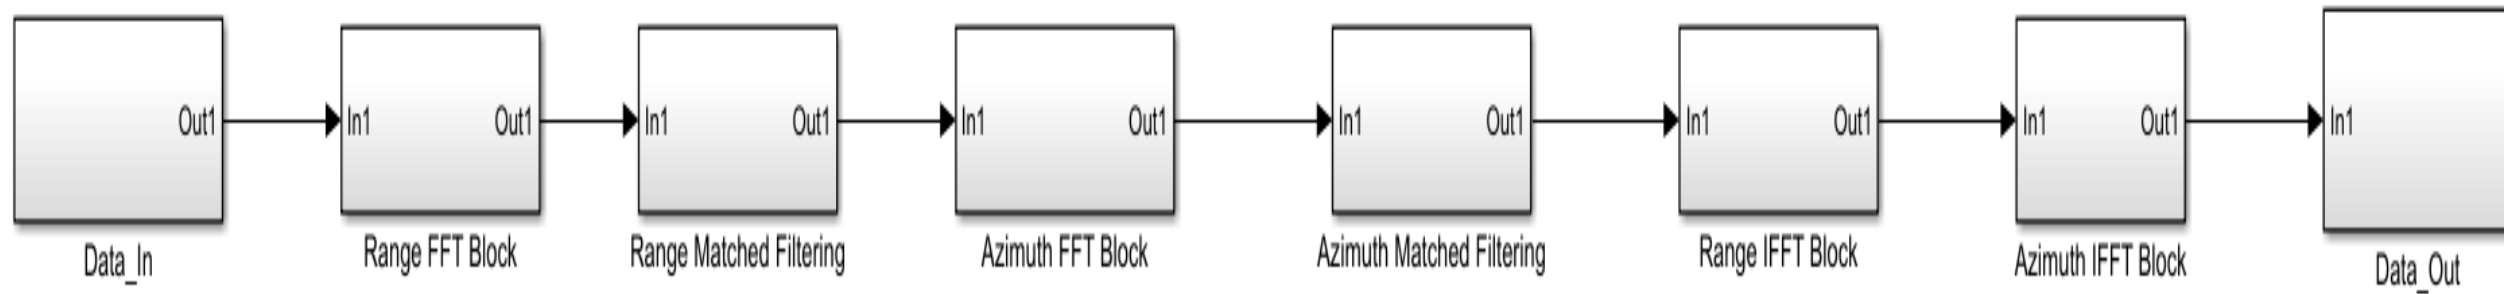 Out1
In1
Out1
In1
Out1
In1
Out1
In1
Out1
In1
Out1
In1
Out1
In1
Data_In
Range FFT Block
Range Matched Filtering
Azimuth FFT Block
Azimuth Matched Filtering
Range IFFT Block
Azimuth IFFT Block
Data_Out